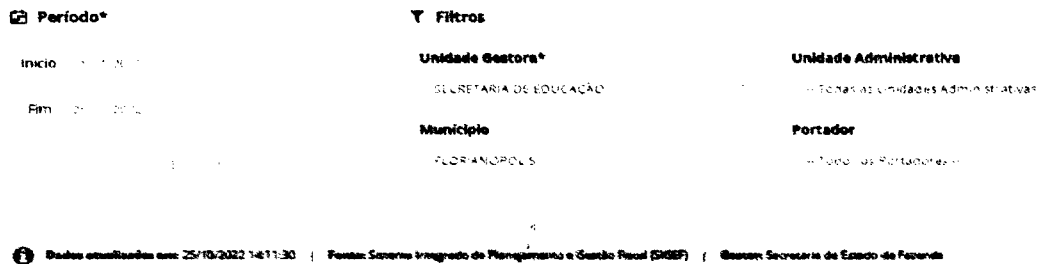 Período*
Filtros
Início
Unidade Gestora*
Unidade Administrativa
SECRETARIA DE EDUCAÇÃO
-- Todas as Unidades Administrativas
Fim
Município
Portador
FLORIANÓPOLIS
-- Todos os Portadores --
Dados atualizados em: 25/10/2022 14:11:30 | Fonte: Sistema Integrado de Planejamento e Gestão Fiscal (SIGEF) | Gestor: Secretaria de Estado da Fazenda